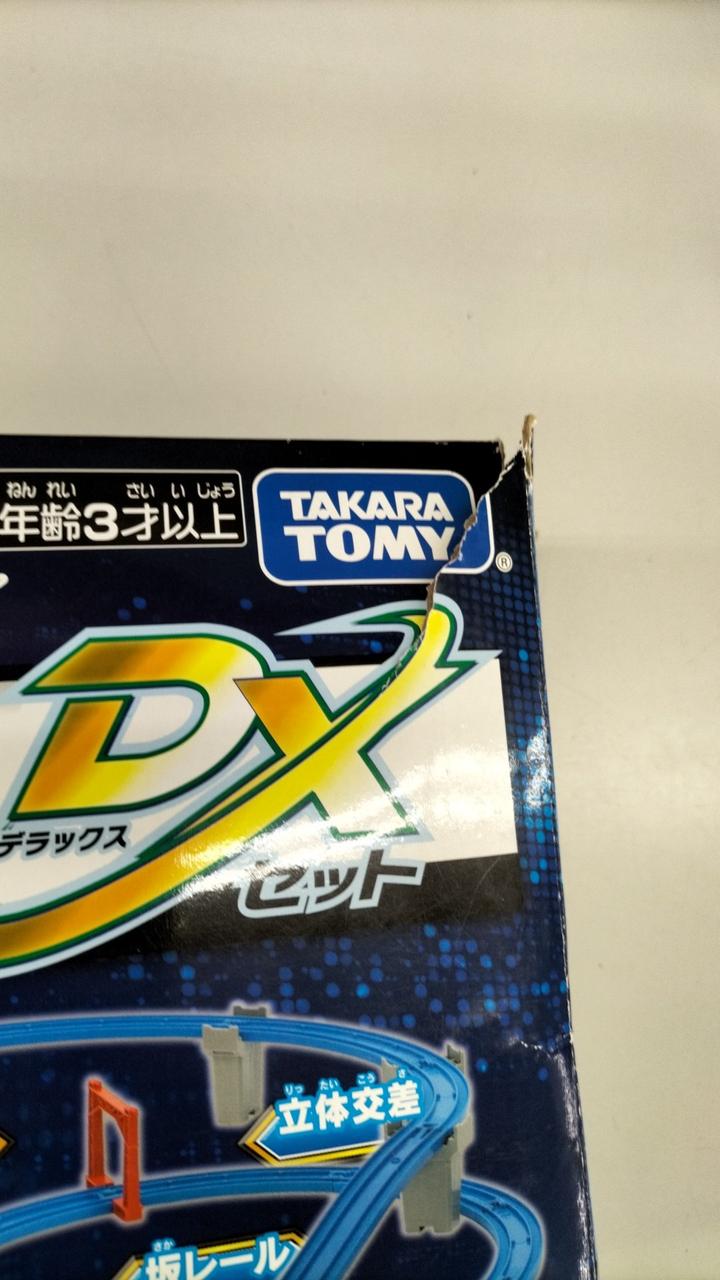 ねん れい さい い じょう
年齢3才以上
TAKARA
TOMY
®
DX
デラックス
セット
りっ たい こう さ
立体交差
さか
坂レール